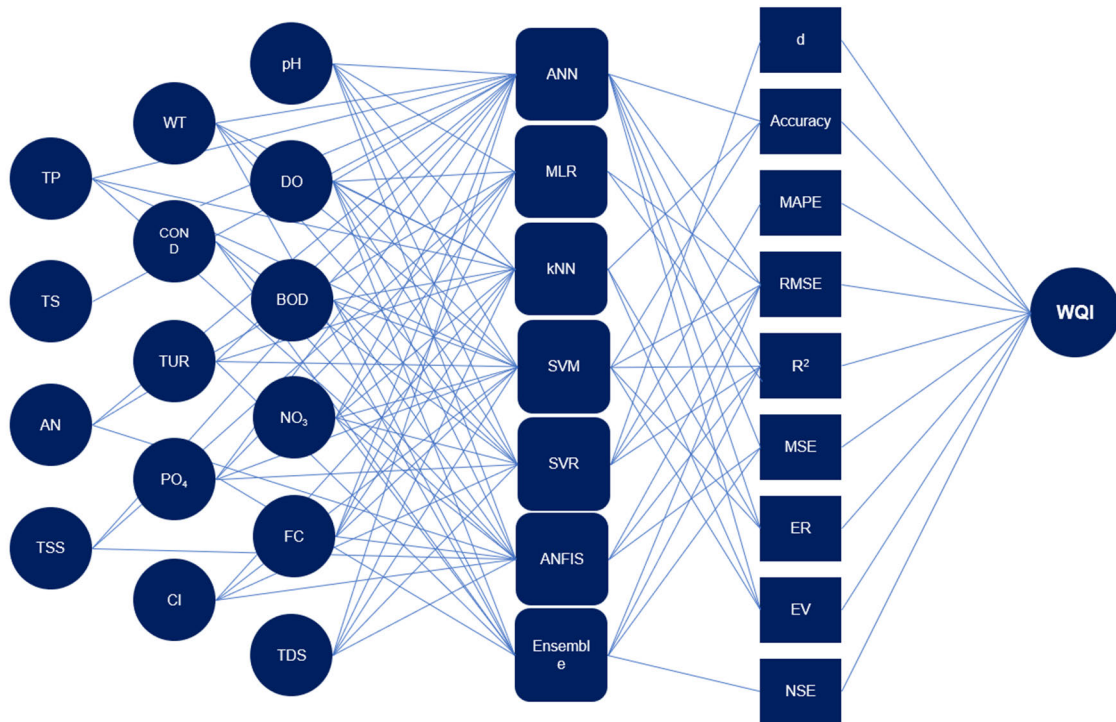 TP
TS
AN
TSS
WT
CON
D
TUR
PO₄
CI
pH
DO
BOD
NO₃
FC
TDS
ANN
MLR
kNN
SVM
SVR
ANFIS
Ensembl
e
d
Accuracy
MAPE
RMSE
R²
MSE
ER
EV
NSE
WQI